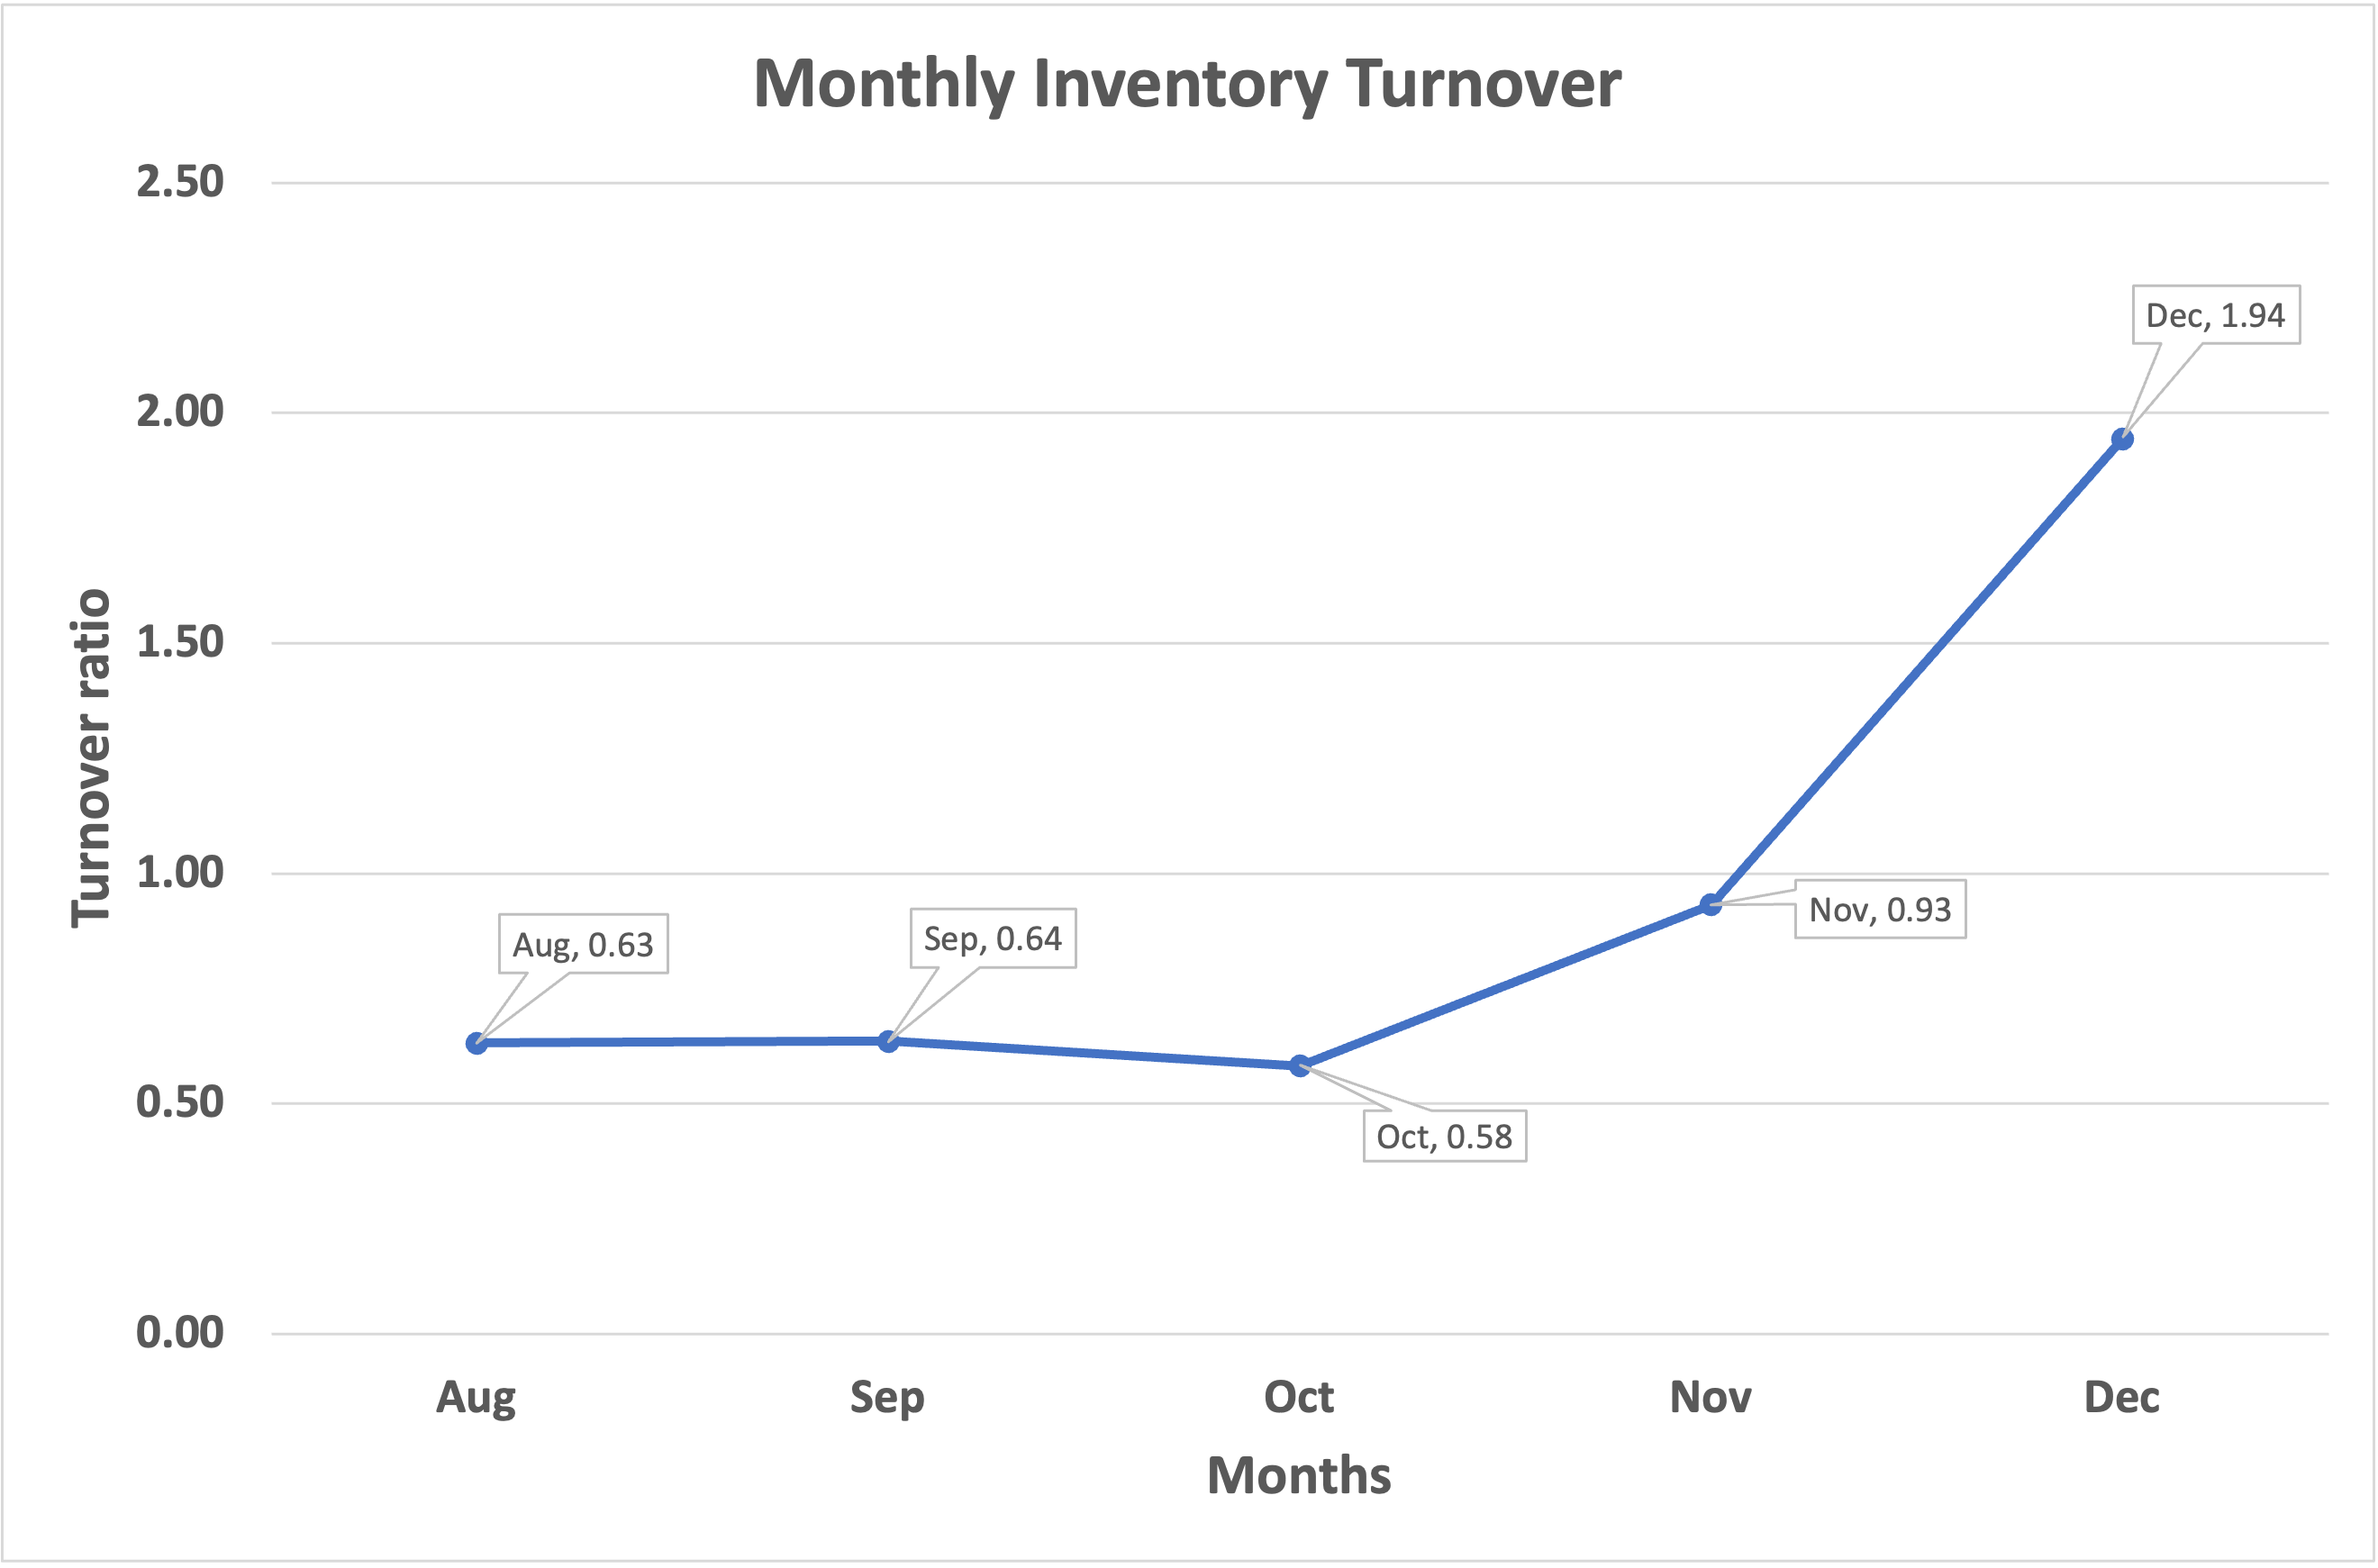 Monthly Inventory Turnover
2.50
2.00
1.50
1.00
0.50
0.00
Turnover ratio
Aug, 0.63
Sep, 0.64
Oct, 0.58
Nov, 0.93
Dec, 1.94
Aug
Sep
Oct
Nov
Dec
Months